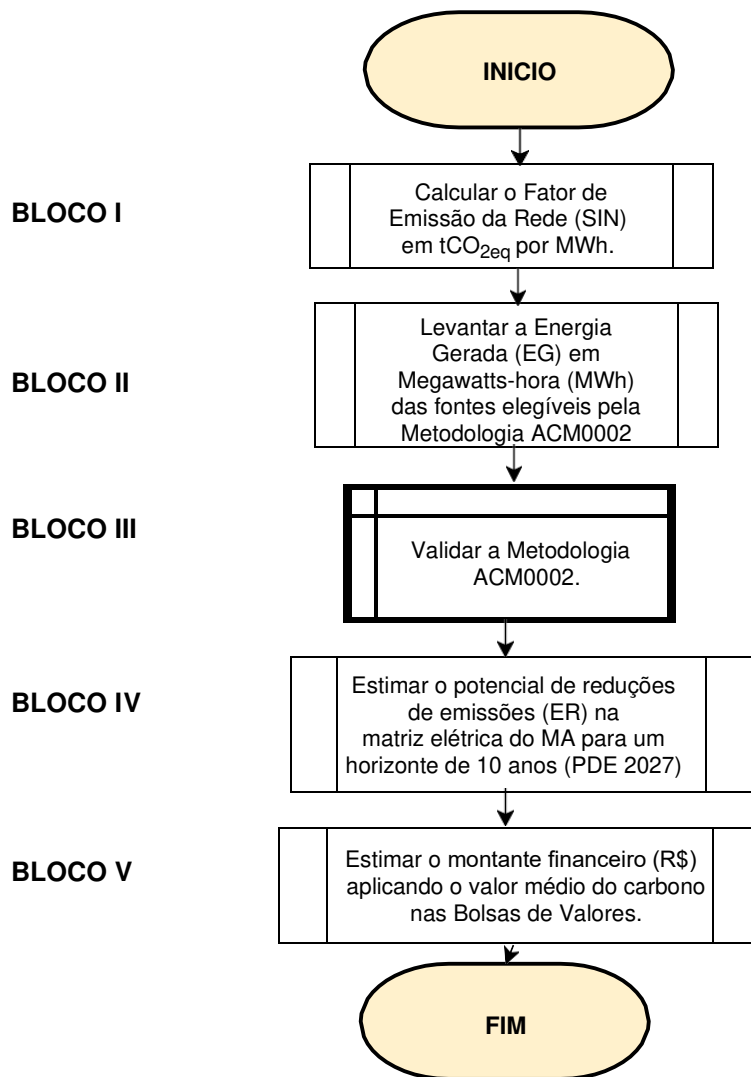 INICIO
BLOCO I
Calcular o Fator de
Emissão da Rede (SIN)
em tCO2eq por MWh.
BLOCO II
Levantar a Energia
Gerada (EG) em
Megawatts-hora (MWh)
das fontes elegíveis pela
Metodologia ACM0002
BLOCO III
Validar a Metodologia
ACM0002.
BLOCO IV
Estimar o potencial de reduções
de emissões (ER) na
matriz elétrica do MA para um
horizonte de 10 anos (PDE 2027)
BLOCO V
Estimar o montante financeiro (R$)
aplicando o valor médio do carbono
nas Bolsas de Valores.
FIM